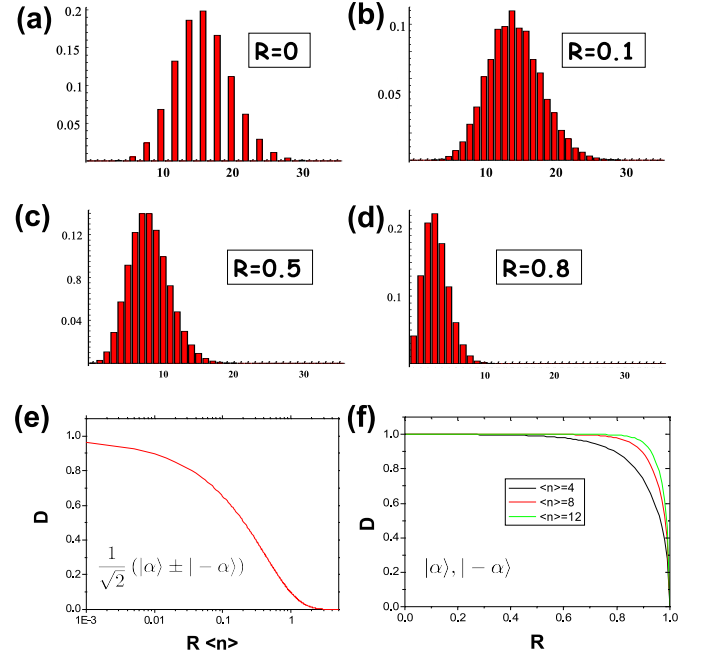 (a)
R=0
0.2
0.15
0.1
0.05
10
20
30
(b)
R=0.1
0.1
0.05
10
20
30
(c)
R=0.5
0.12
0.08
0.04
10
20
30
(d)
R=0.8
0.2
0.1
10
20
30
(e)
D
1.0
0.8
0.6
0.4
0.2
0.0
1/√2 (|α⟩ ± |− α⟩)
1E-3
0.01
0.1
1
R <n>
(f)
D
1.0
0.8
0.6
0.4
0.2
0.0
<n>=4
<n>=8
<n>=12
|α⟩, |− α⟩
0.0
0.2
0.4
0.6
0.8
1.0
R